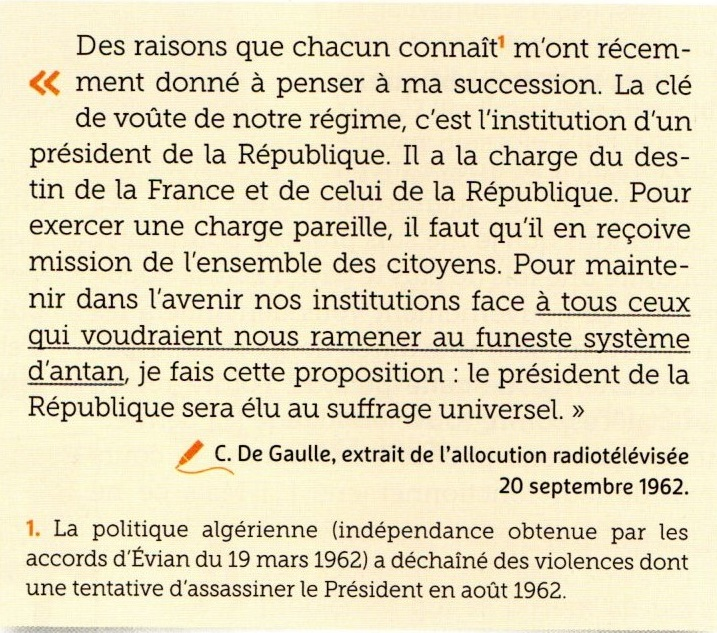 Des raisons que chacun connaît¹ m'ont récem-
« ment donné à penser à ma succession. La clé
de voûte de notre régime, c'est l'institution d'un
président de la République. Il a la charge du des-
tin de la France et de celui de la République. Pour
exercer une charge pareille, il faut qu'il en reçoive
mission de l'ensemble des citoyens. Pour mainte-
nir dans l'avenir nos institutions face à tous ceux
qui voudraient nous ramener au funeste système
d'antan, je fais cette proposition : le président de la
République sera élu au suffrage universel. »
C. De Gaulle, extrait de l'allocution radiotélévisée
20 septembre 1962.
1. La politique algérienne (indépendance obtenue par les
accords d'Évian du 19 mars 1962) a déchaîné des violences dont
une tentative d'assassiner le Président en août 1962.